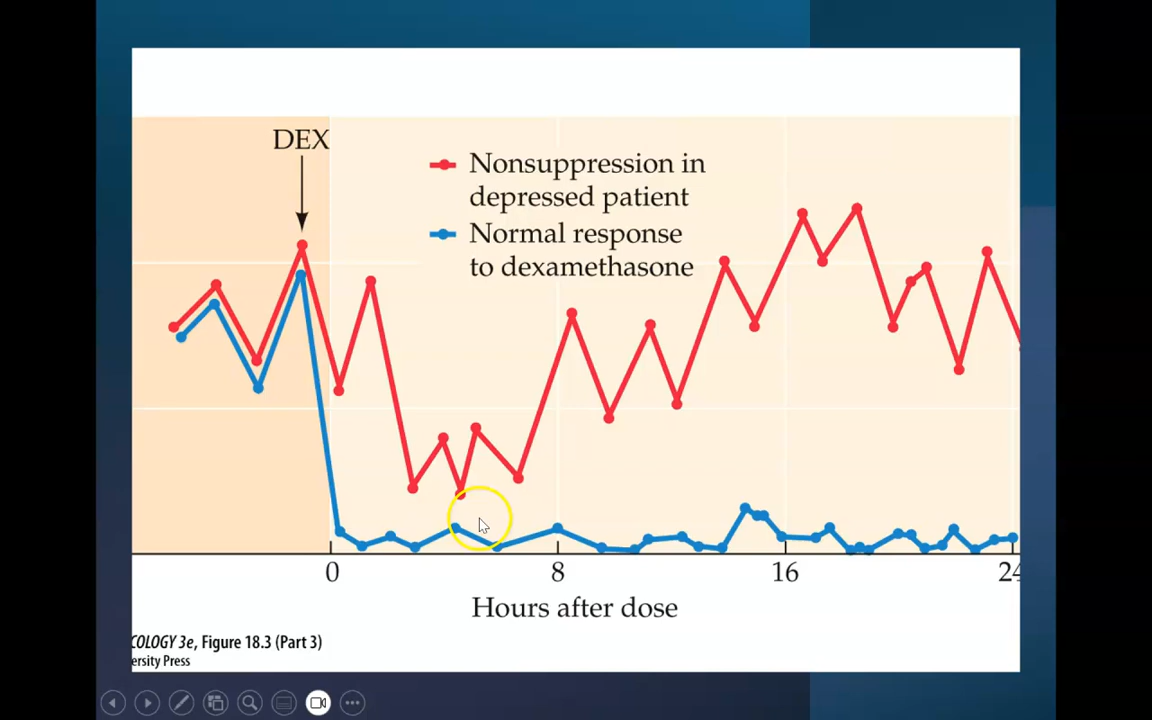 DEX
Nonsuppression in
depressed patient
Normal response
to dexamethasone
0 8 16 24
Hours after dose
COLOGY 3e, Figure 18.3 (Part 3)
ersity Press